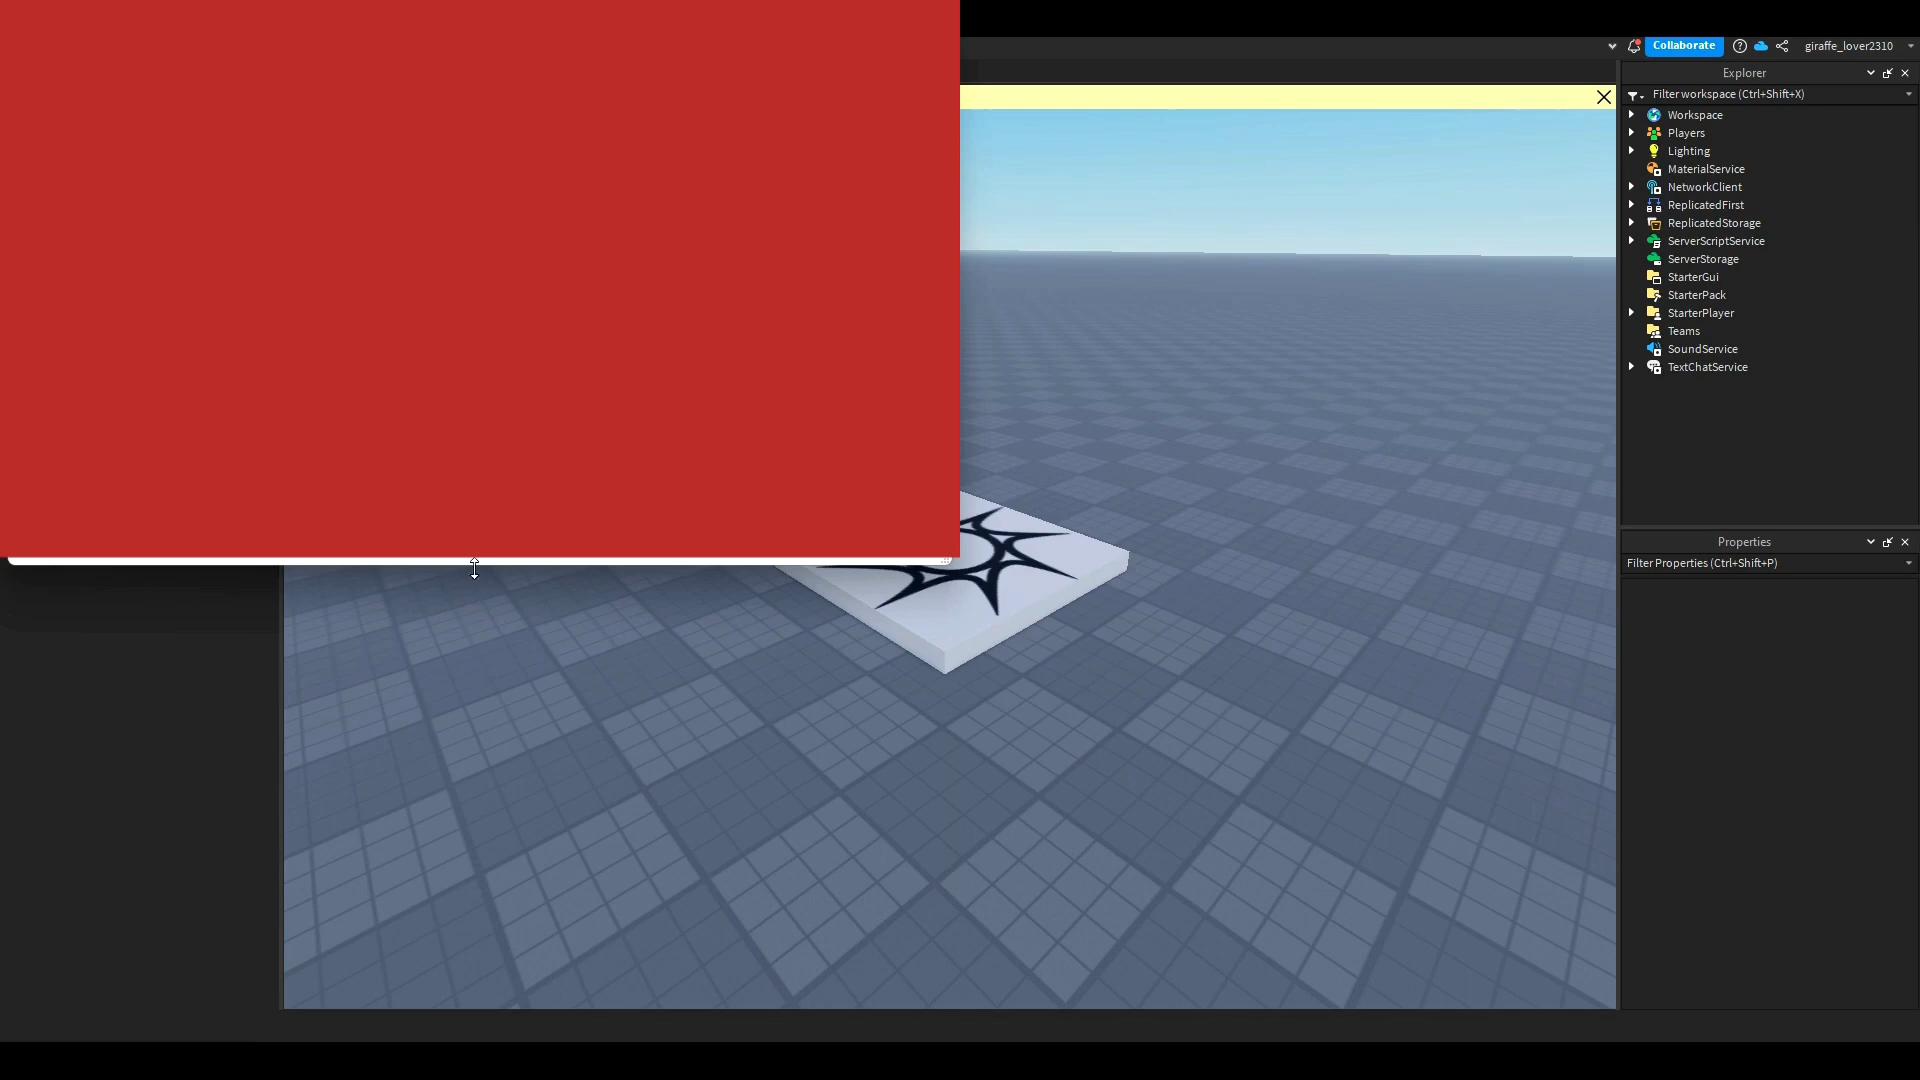 Collaborate
giraffe_lover2310
Explorer
Filter workspace (Ctrl+Shift+X)
Workspace
Players
Lighting
MaterialService
NetworkClient
ReplicatedFirst
ReplicatedStorage
ServerScriptService
ServerStorage
StarterGui
StarterPack
StarterPlayer
Teams
SoundService
TextChatService
Properties
Filter Properties (Ctrl+Shift+P)